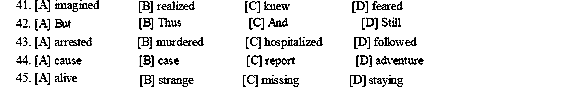 41. [A] imagined [B] realized [C] knew [D] feared
42. [A] But [B] Thus [C] And [D] Still
43. [A] arrested [B] murdered [C] hospitalized [D] followed
44. [A] cause [B] case [C] report [D] adventure
45. [A] alive [B] strange [C] missing [D] staying